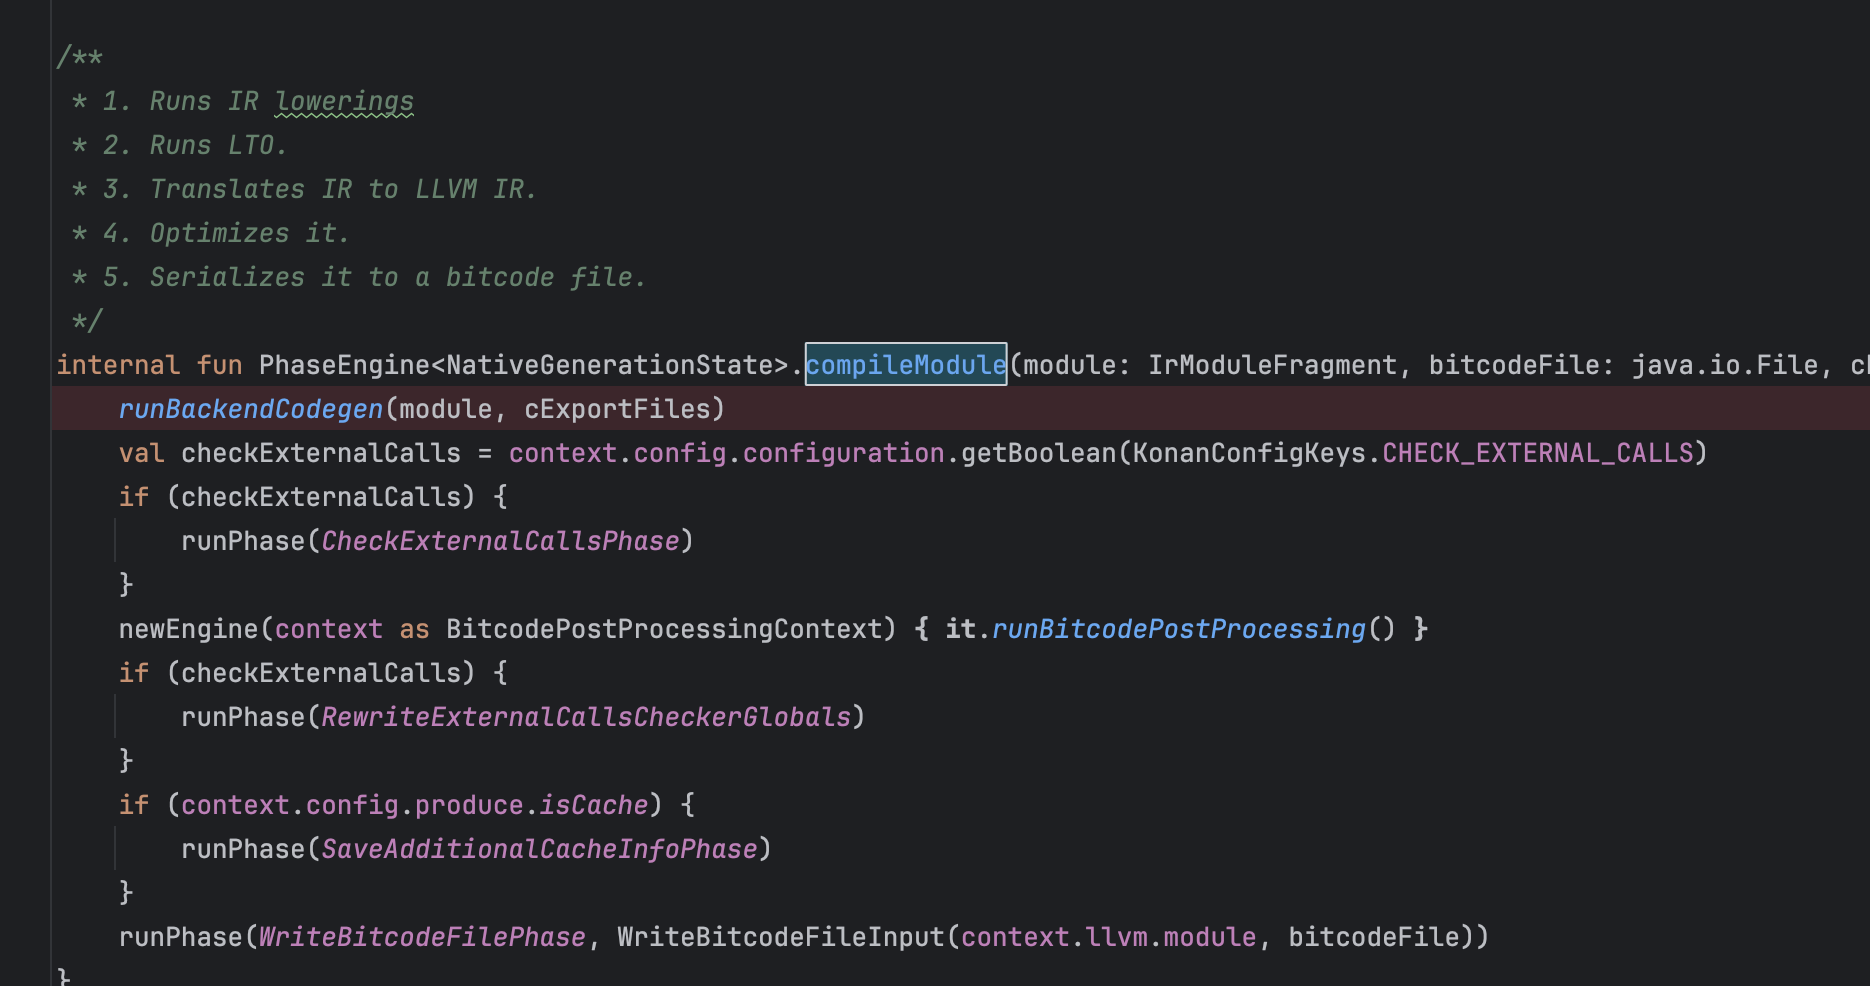 /**
 * 1. Runs IR lowerings
 * 2. Runs LTO.
 * 3. Translates IR to LLVM IR.
 * 4. Optimizes it.
 * 5. Serializes it to a bitcode file.
 */
internal fun PhaseEngine<NativeGenerationState>.compileModule(module: IrModuleFragment, bitcodeFile: java.io.File,
    runBackendCodegen(module, cExportFiles)
    val checkExternalCalls = context.config.configuration.getBoolean(KonanConfigKeys.CHECK_EXTERNAL_CALLS)
    if (checkExternalCalls) {
        runPhase(CheckExternalCallsPhase)
    }
    newEngine(context as BitcodePostProcessingContext) { it.runBitcodePostProcessing() }
    if (checkExternalCalls) {
        runPhase(RewriteExternalCallsCheckerGlobals)
    }
    if (context.config.produce.isCache) {
        runPhase(SaveAdditionalCacheInfoPhase)
    }
    runPhase(WriteBitcodeFilePhase, WriteBitcodeFileInput(context.llvm.module, bitcodeFile))
}